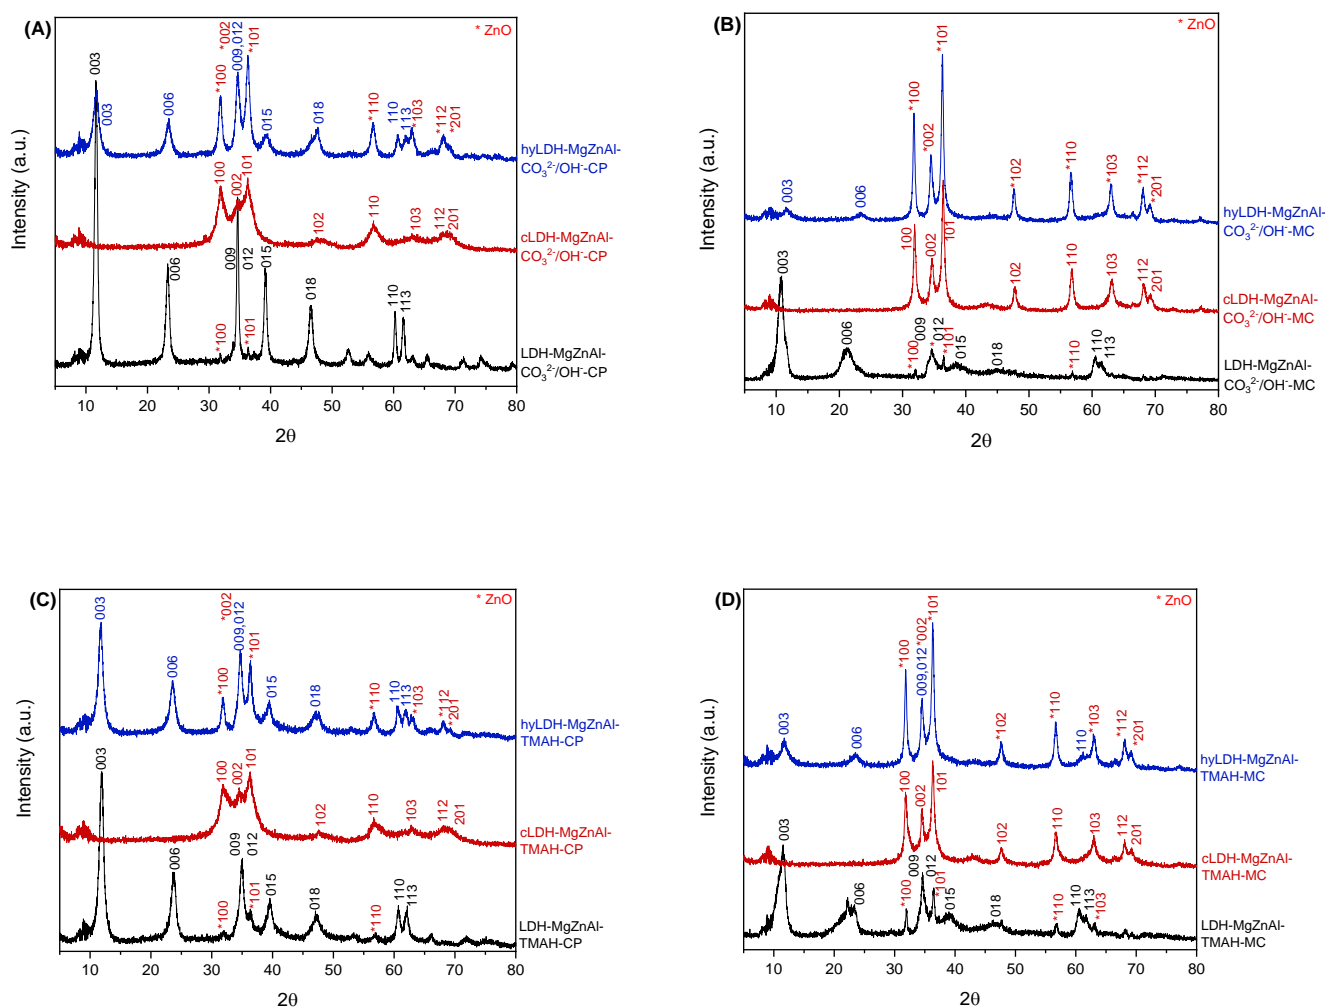 (A)
* ZnO
003
003
006
*100
*002
009,012
*101
015
018
*110
110
113
*103
*112
*201
hyLDH-MgZnAl-
CO₃²⁻/OH⁻-CP
100
002
101
102
110
103
112
201
cLDH-MgZnAl-
CO₃²⁻/OH⁻-CP
006
*100
009
012
*101
015
018
110
113
LDH-MgZnAl-
CO₃²⁻/OH⁻-CP
Intensity (a.u.)
10 20 30 40 50 60 70 80
2θ
(B)
* ZnO
003
006
*100
*002
*101
*102
*110
*103
*112
*201
hyLDH-MgZnAl-
CO₃²⁻/OH⁻-MC
100
002
101
102
110
103
112
201
cLDH-MgZnAl-
CO₃²⁻/OH⁻-MC
003
006
*100
009
*
012
*101
015
018
*110
110
113
LDH-MgZnAl-
CO₃²⁻/OH⁻-MC
Intensity (a.u.)
10 20 30 40 50 60 70 80
2θ
(C)
* ZnO
003
006
*100
*002
009,012
*101
015
018
*110
110
113
*103
*112
*201
hyLDH-MgZnAl-
TMAH-CP
100
002
101
102
110
103
112
201
cLDH-MgZnAl-
TMAH-CP
003
006
*100
009
012
*101
015
018
*110
110
113
LDH-MgZnAl-
TMAH-CP
Intensity (a.u.)
10 20 30 40 50 60 70 80
2θ
(D)
* ZnO
003
006
*100
009,012
*002
*101
*102
*110
110
*103
*112
*201
hyLDH-MgZnAl-
TMAH-MC
100
002
101
102
110
103
112
201
cLDH-MgZnAl-
TMAH-MC
003
006
*100
009
012
*101
015
018
*110
110
113
*103
LDH-MgZnAl-
TMAH-MC
Intensity (a.u.)
10 20 30 40 50 60 70 80
2θ